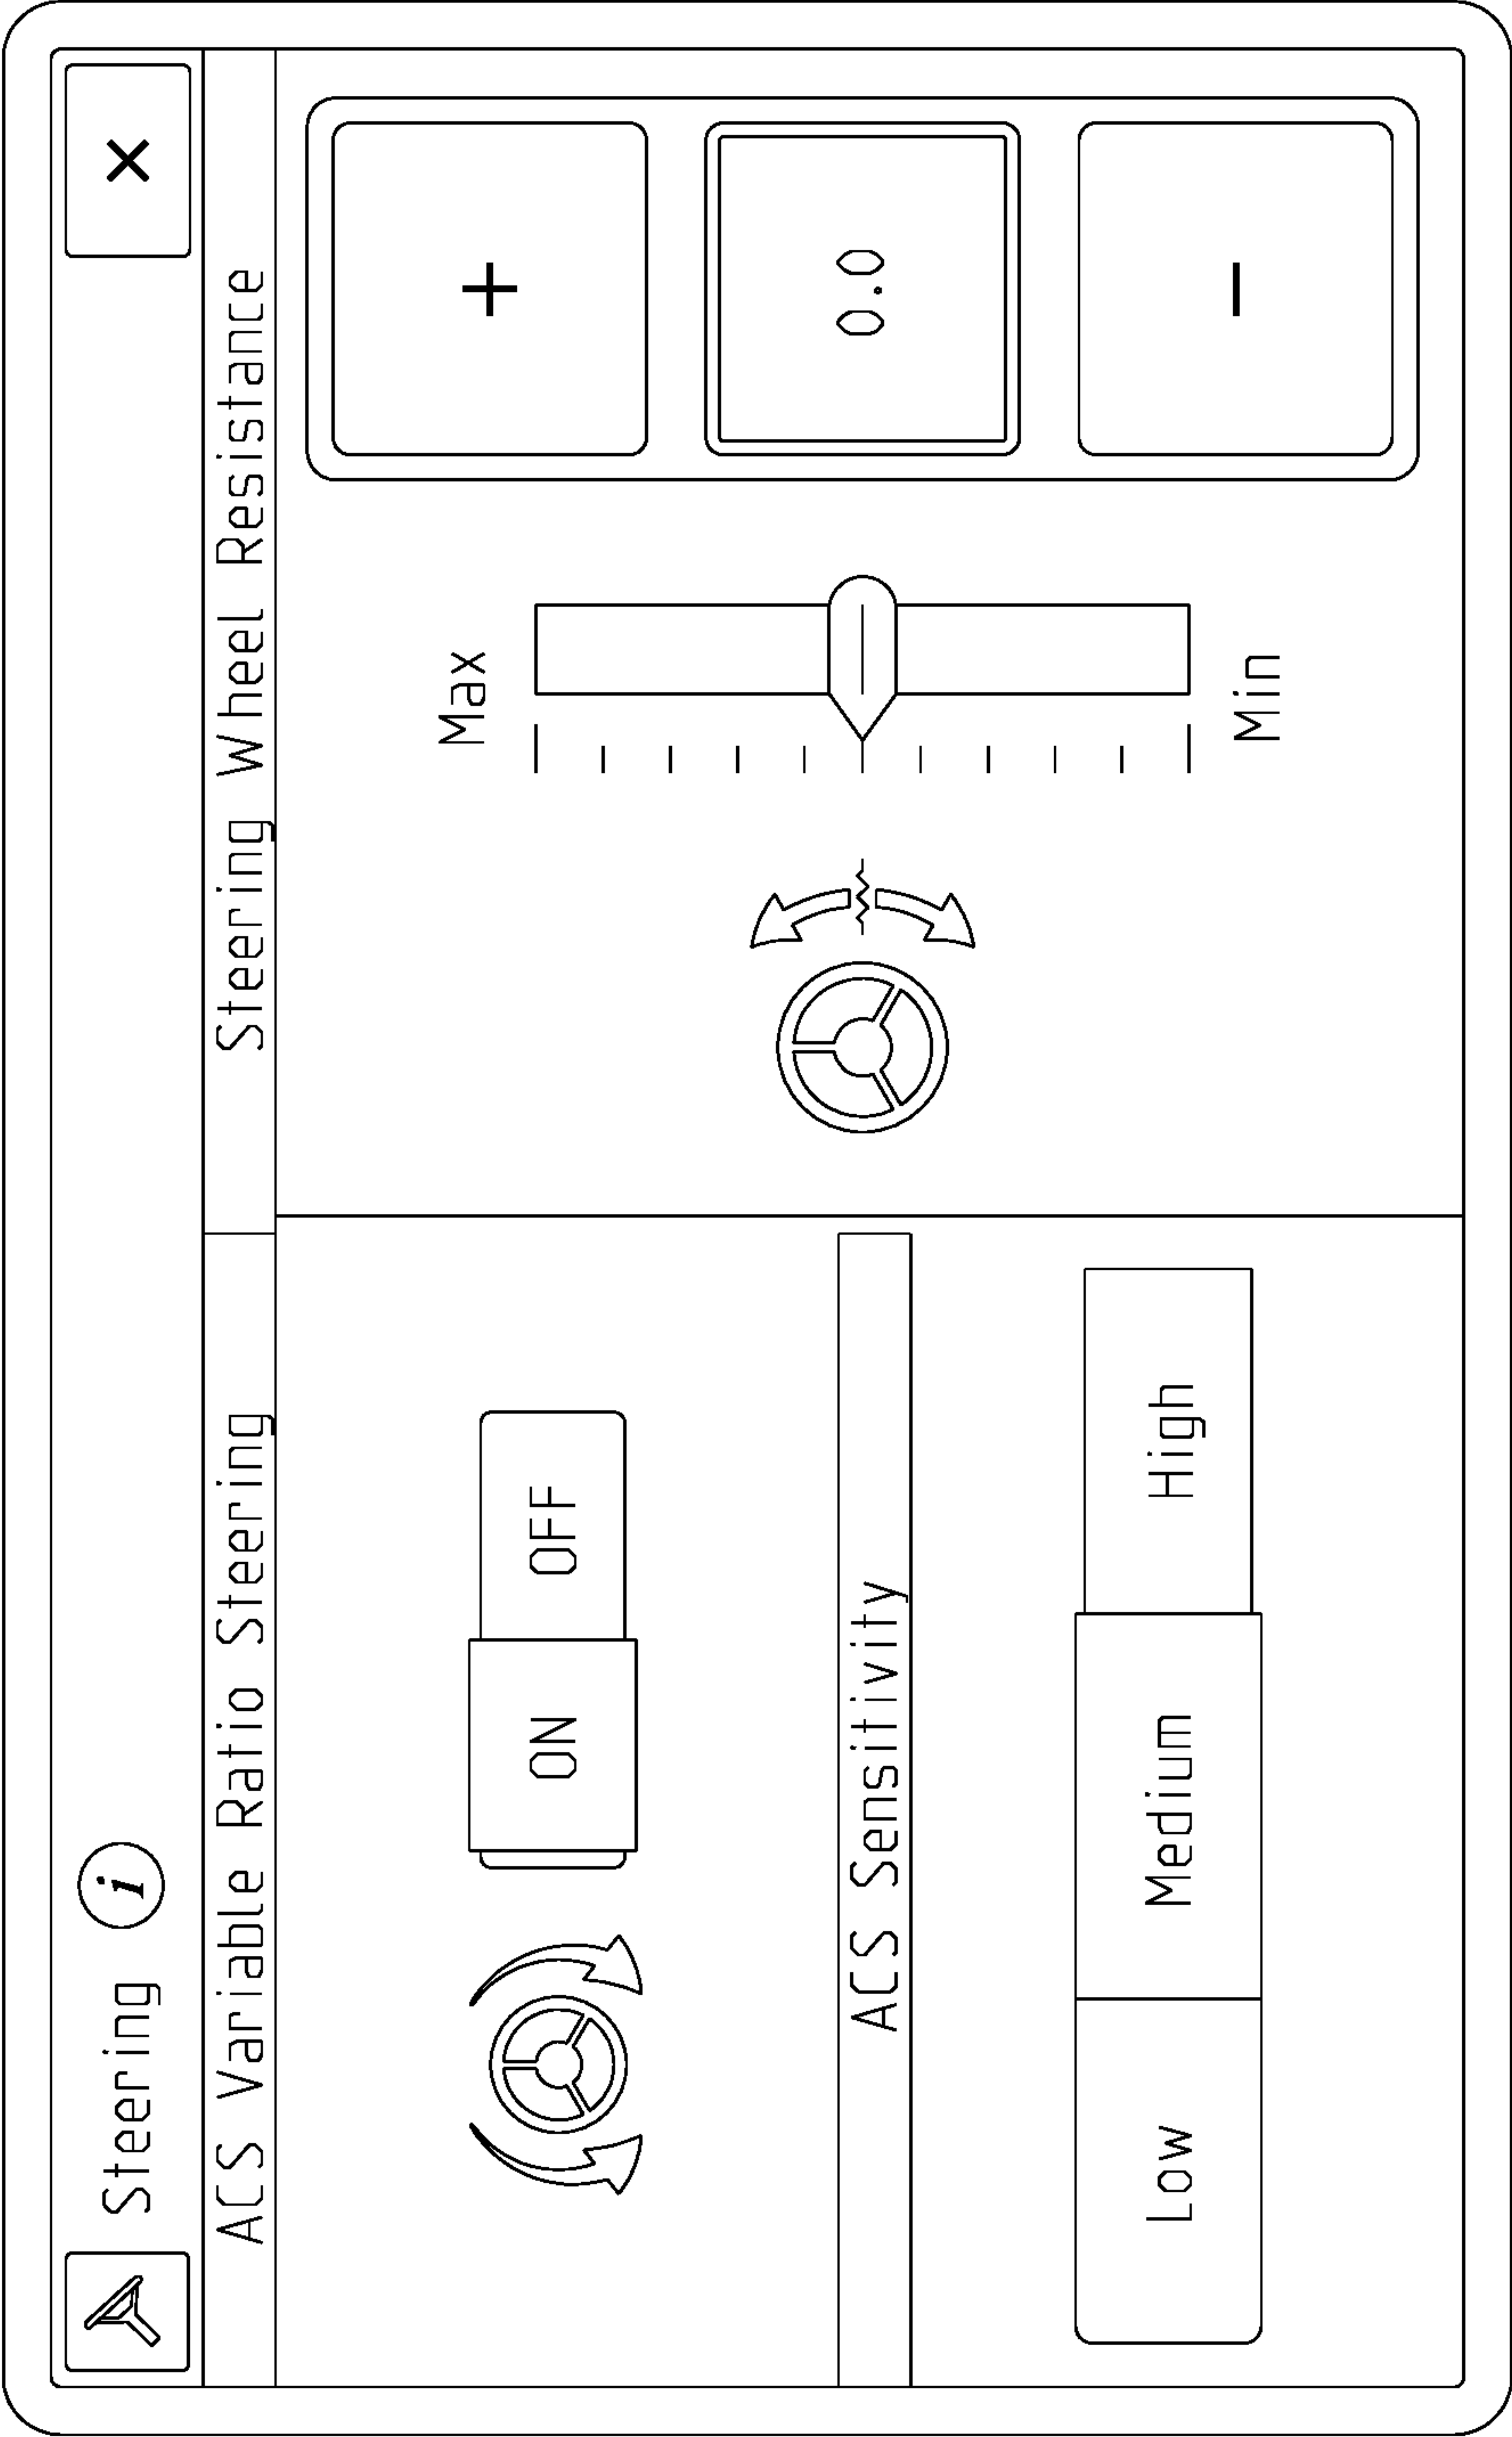 Steering i ×
ACS Variable Ratio Steering
ON OFF
ACS Sensitivity
Low Medium High
Steering Wheel Resistance
Max
Min
+
0.0
−